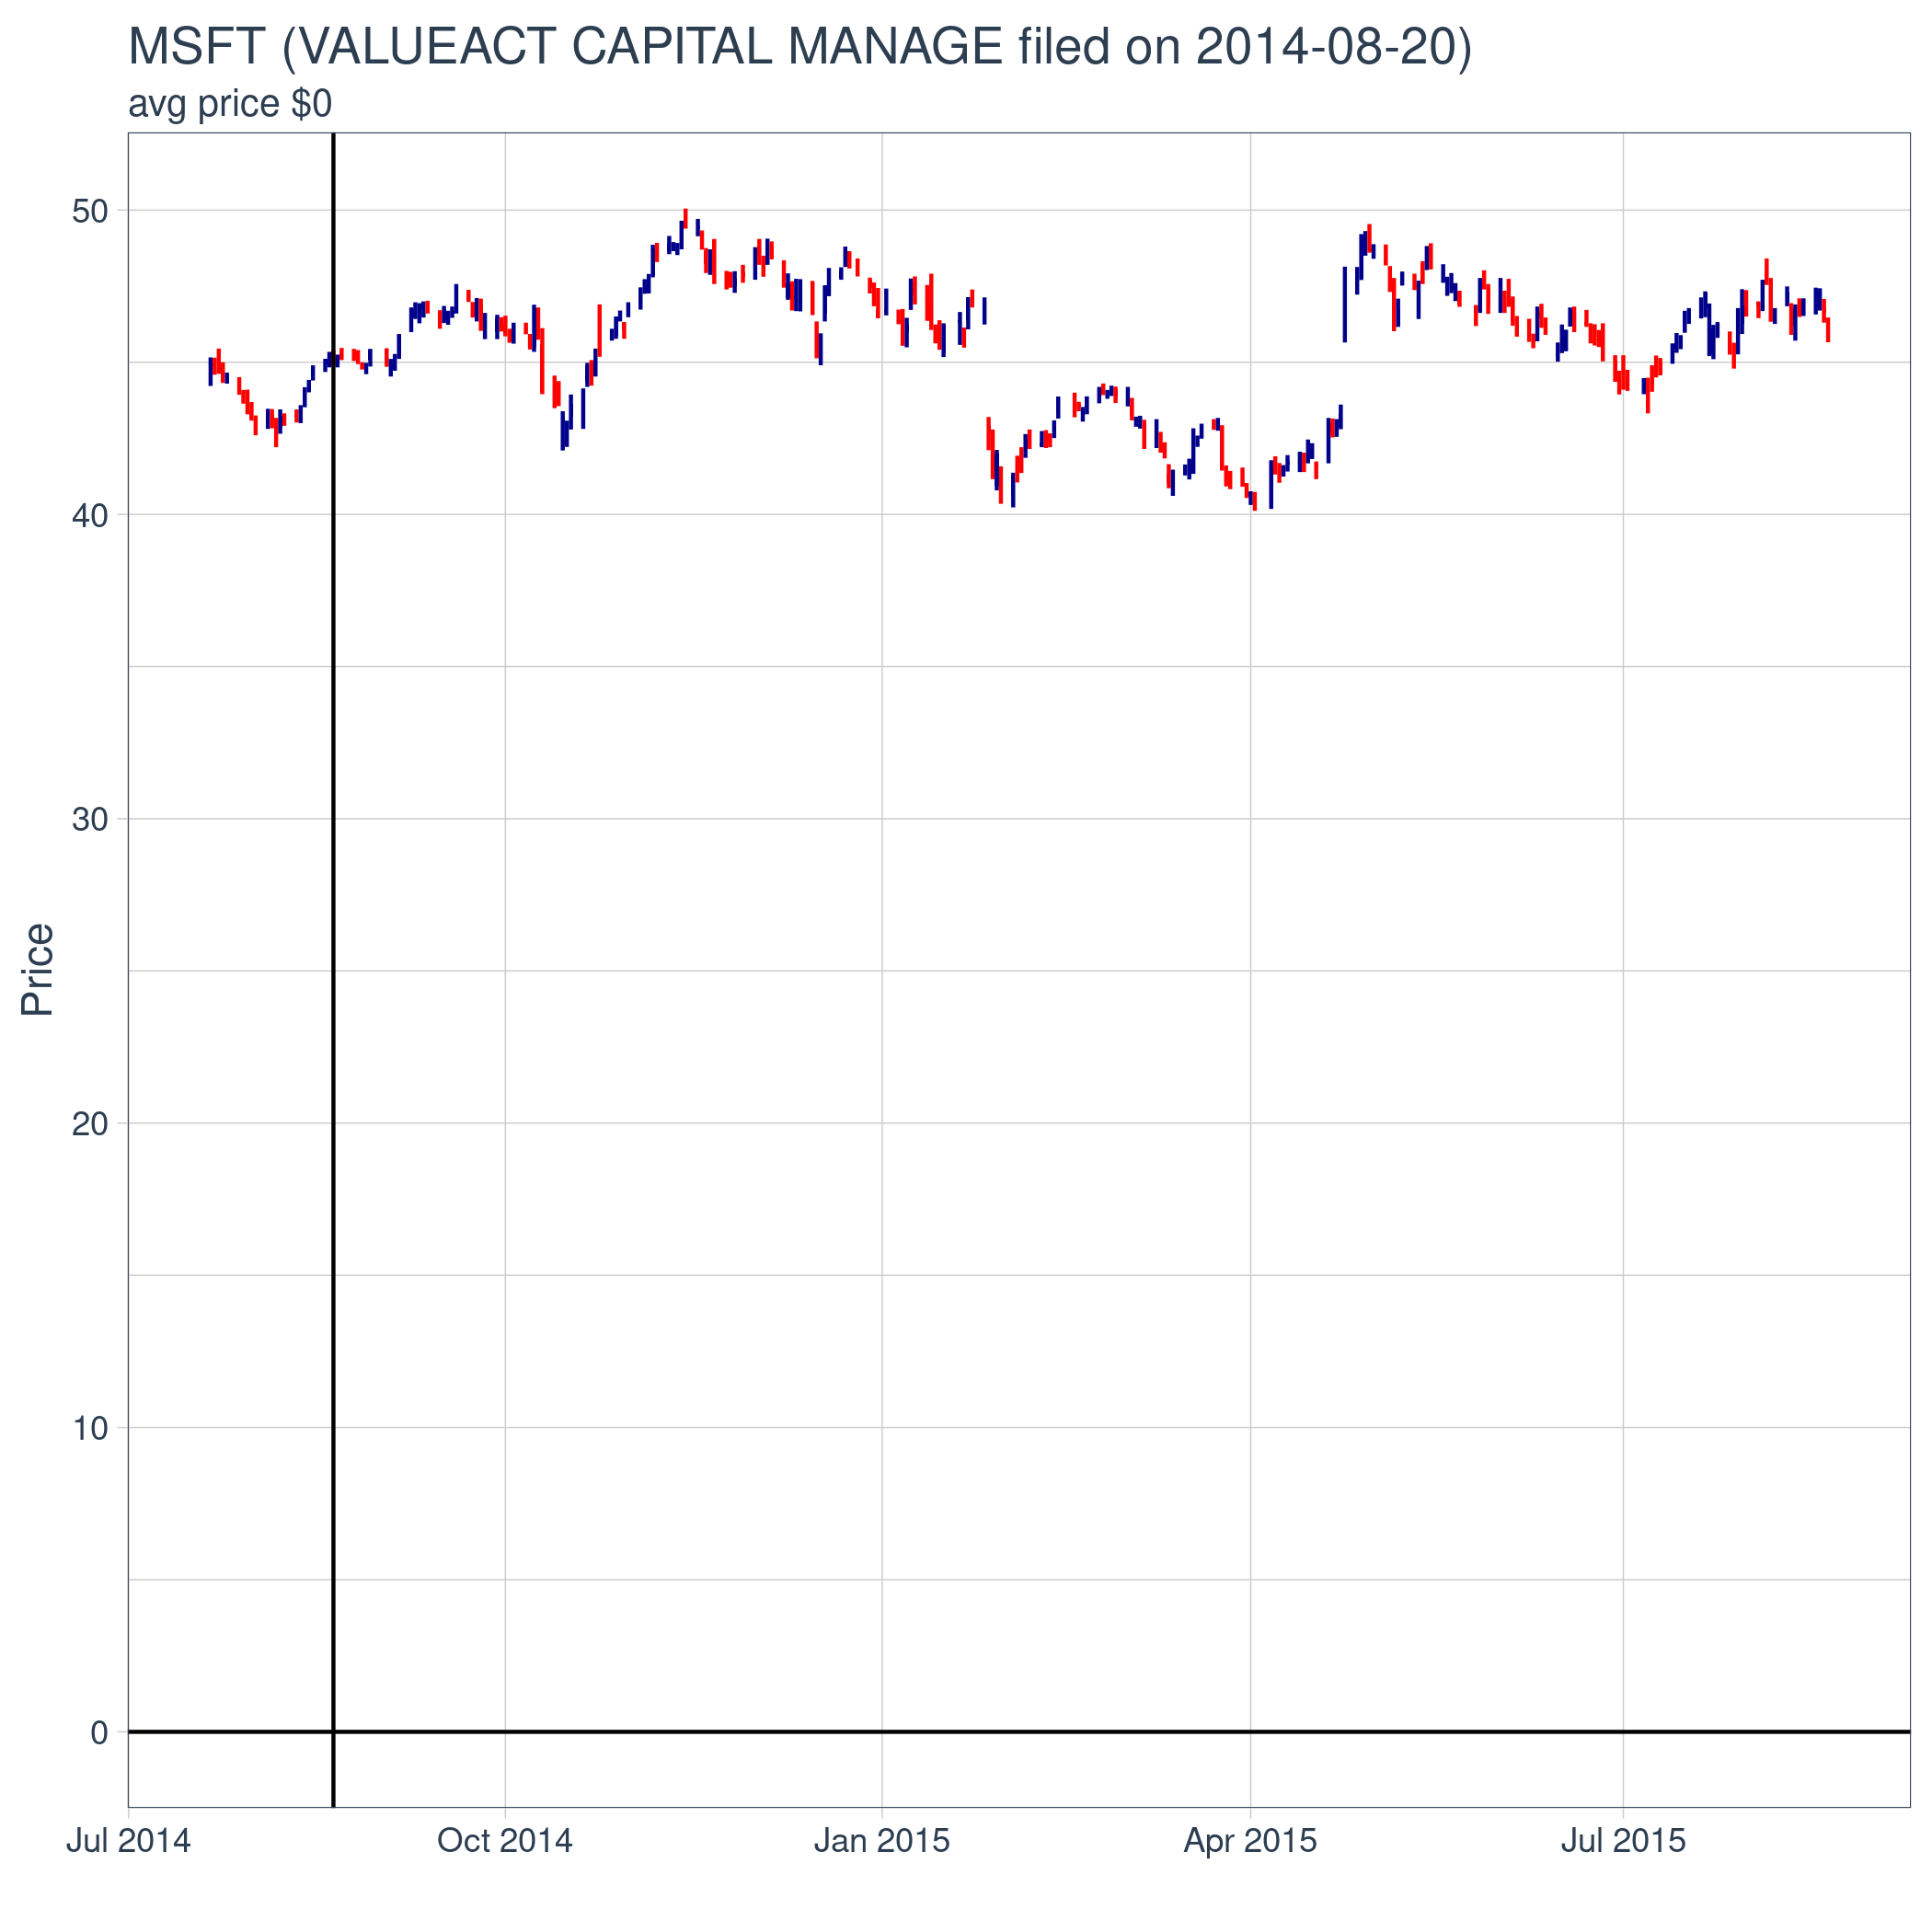 MSFT (VALUEACT CAPITAL MANAGE filed on 2014-08-20)
avg price $0
50
40
30
20
10
0
Price
Jul 2014 Oct 2014 Jan 2015 Apr 2015 Jul 2015